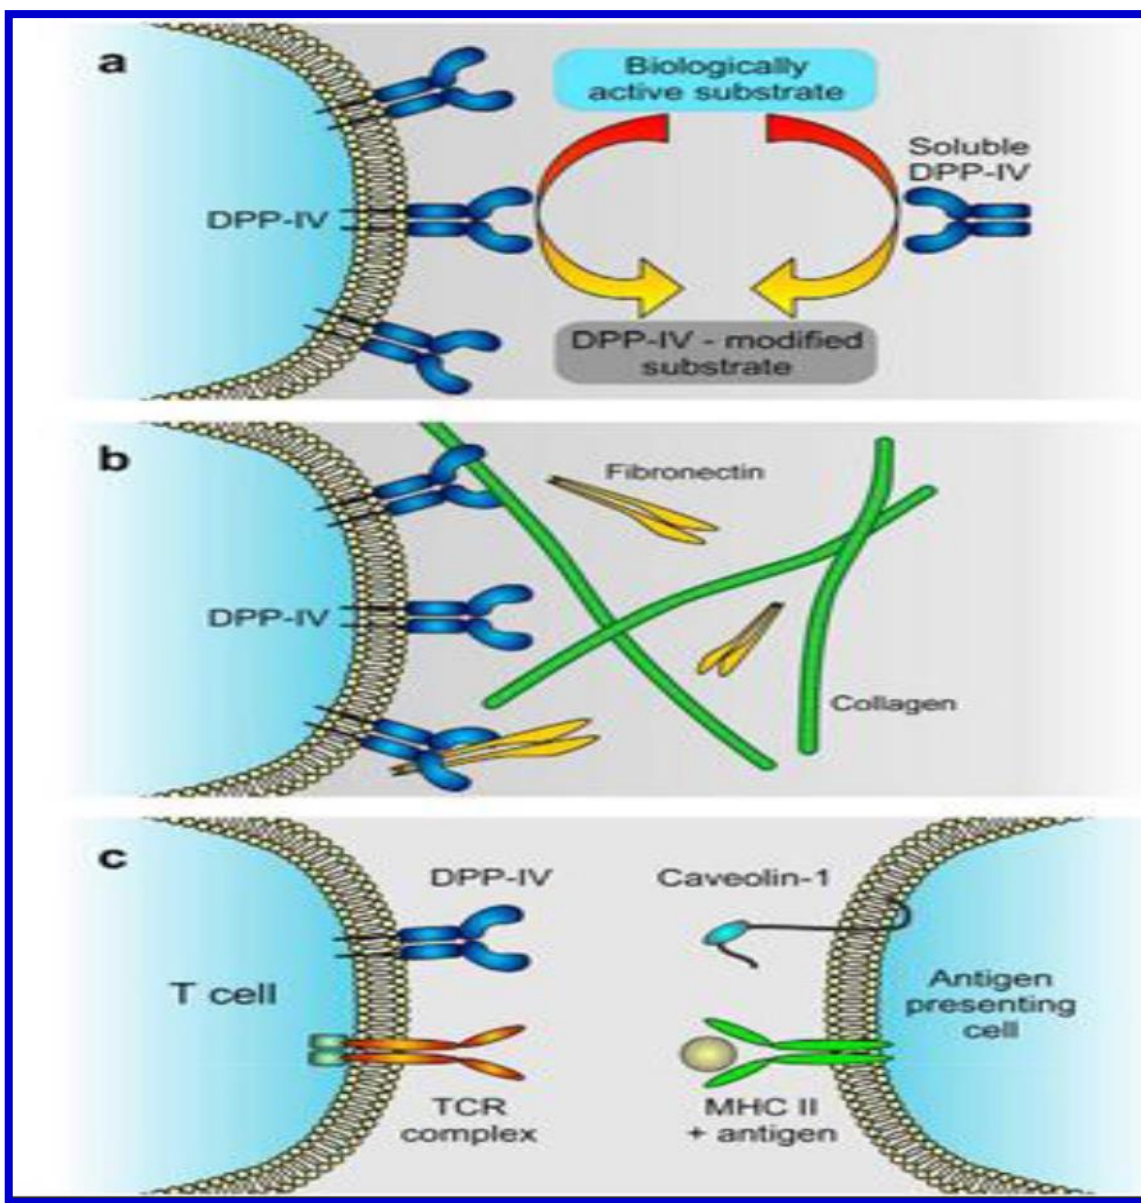 a
Biologically
active substrate
Soluble
DPP-IV
DPP-IV
DPP-IV - modified
substrate
b
Fibronectin
DPP-IV
Collagen
c
DPP-IV
Caveolin-1
T cell
Antigen
presenting
cell
TCR
complex
MHC II
+ antigen